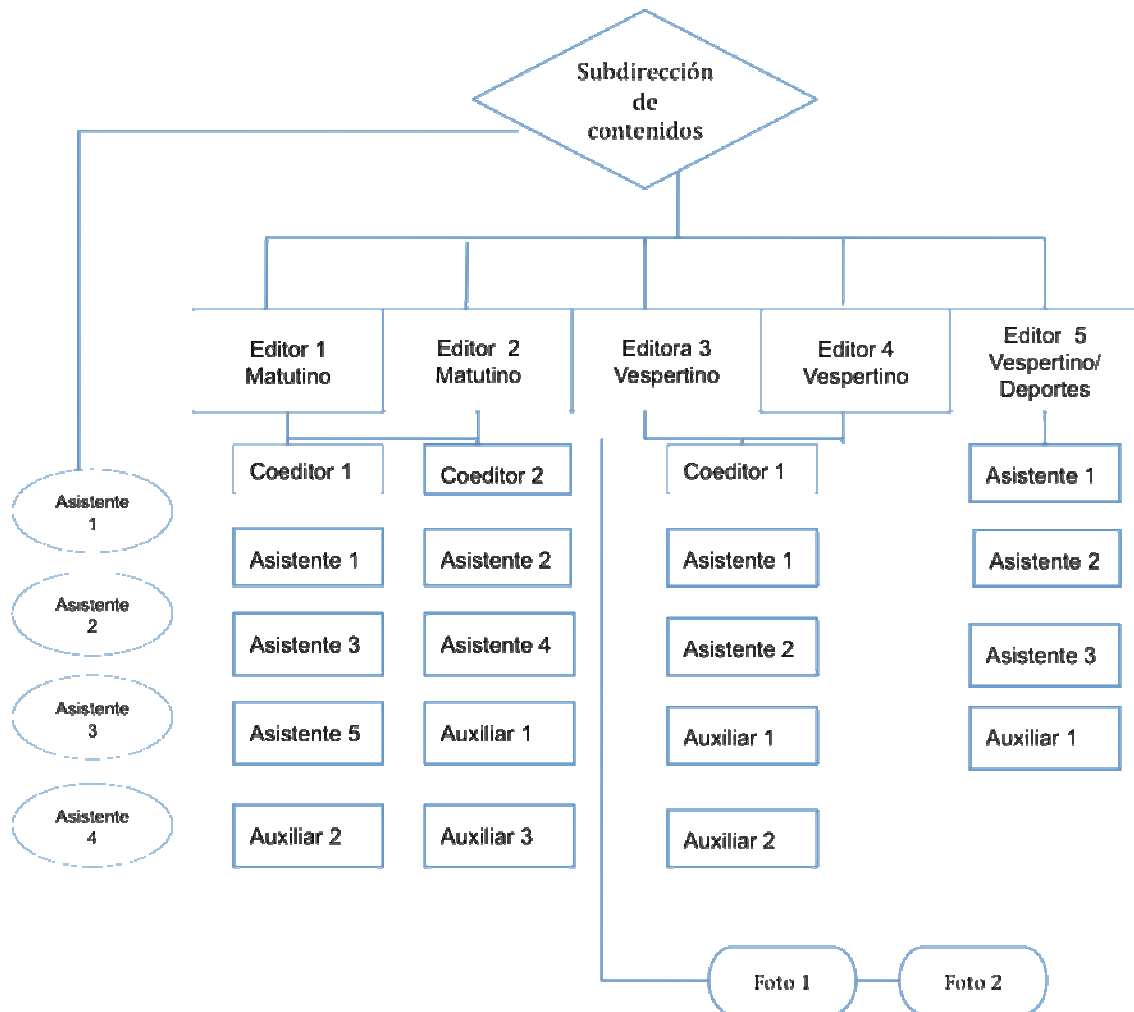 Subdirección
de
contenidos
Editor 1
Matutino
Editor 2
Matutino
Editora 3
Vespertino
Editor 4
Vespertino
Editor 5
Vespertino/
Deportes
Coeditor 1
Coeditor 2
Coeditor 1
Asistente 1
Asistente
1
Asistente 1
Asistente 2
Asistente 1
Asistente 2
Asistente
2
Asistente 3
Asistente 4
Asistente 2
Asistente 3
Asistente
3
Asistente 5
Auxiliar 1
Auxiliar 1
Auxiliar 1
Asistente
4
Auxiliar 2
Auxiliar 3
Auxiliar 2
Foto 1
Foto 2